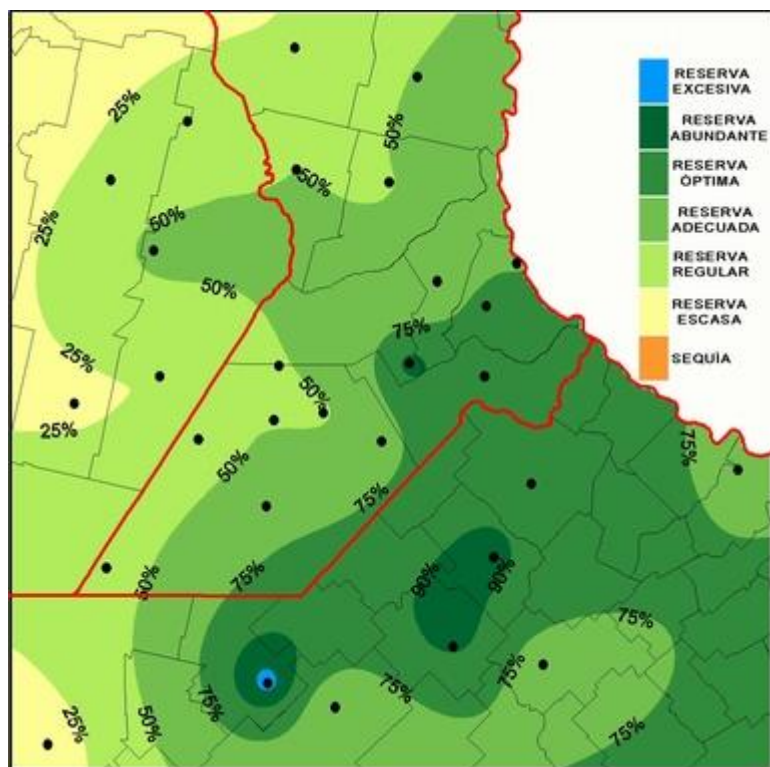 RESERVA
EXCESIVA
RESERVA
ABUNDANTE
RESERVA
ÓPTIMA
RESERVA
ADECUADA
RESERVA
REGULAR
RESERVA
ESCASA
SEQUÌA
25%
50%
50%
25%
50%
50%
75%
25%
50%
25%
75%
50%
75%
90%
90%
50%
75%
75%
75%
75%
75%
25%
50%
75%